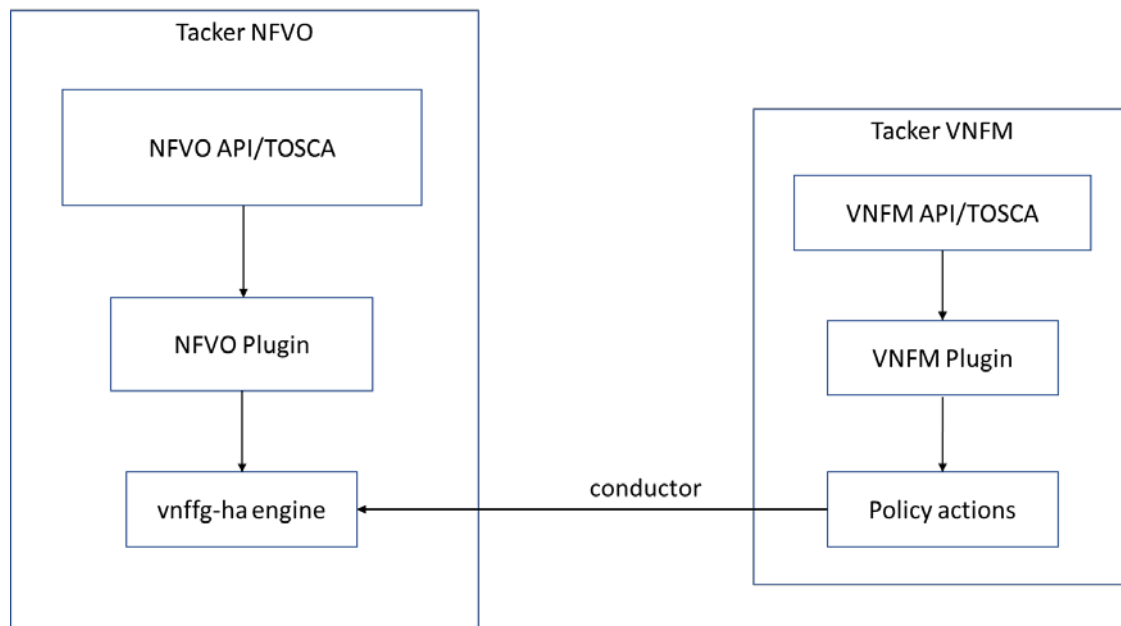 Tacker NFVO
NFVO API/TOSCA
NFVO Plugin
vnffg-ha engine
conductor
Tacker VNFM
VNFM API/TOSCA
VNFM Plugin
Policy actions